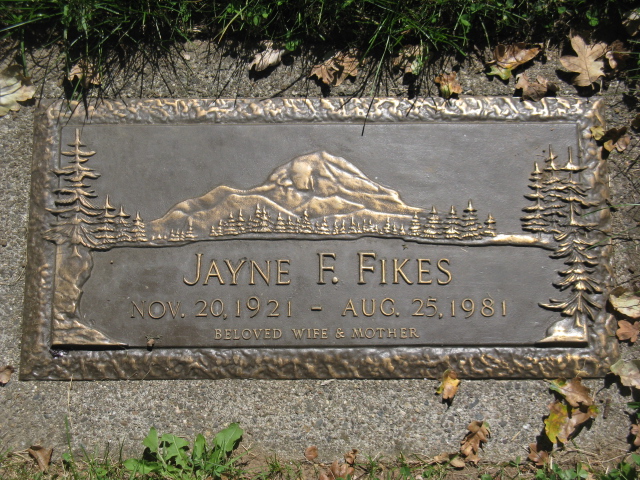 JAYNE F. FIKES
NOV. 20, 1921 - AUG. 25, 1981
BELOVED WIFE & MOTHER